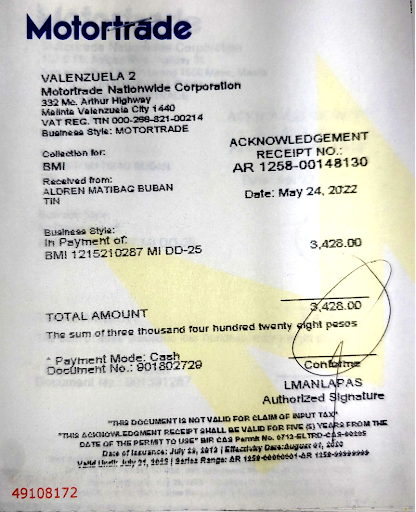 Motortrade
VALENZUELA 2
Motortrade Nationwide Corporation
332 Mc. Arthur Highway
Malinta Valenzuela City 1440
VAT REG. TIN 000-298-821-00214
Business Style: MOTORTRADE
ACKNOWLEDGEMENT
RECEIPT NO.:
AR 1258-00148130
Collection for:
BMI
Received from:
ALDREN MATIBAG BUBAN
TIN
Date: May 24, 2022
Business Style:
In Payment of:
BMI 1215210287 MI DD-25
3,428.00
TOTAL AMOUNT
3,428.00
The sum of three thousand four hundred twenty eight pesos
* Payment Mode: Cash
Document No.: 901802729
Conforme
LMANLAPAS
Authorized Signature
"THIS DOCUMENT IS NOT VALID FOR CLAIM OF INPUT TAX"
"THIS ACKNOWLEDGMENT RECEIPT SHALL BE VALID FOR FIVE (5) YEARS FROM THE
DATE OF THE PERMIT TO USE" BIR CAS Permit No. 0713-ELTRD-CAS-00205
Date of Issuance: July 29, 2013 | Effectivity Date: August 01, 2020
Valid Until: July 31, 2025 | Series Range: AR 1258-00000001-AR 1258-99999999
49108172